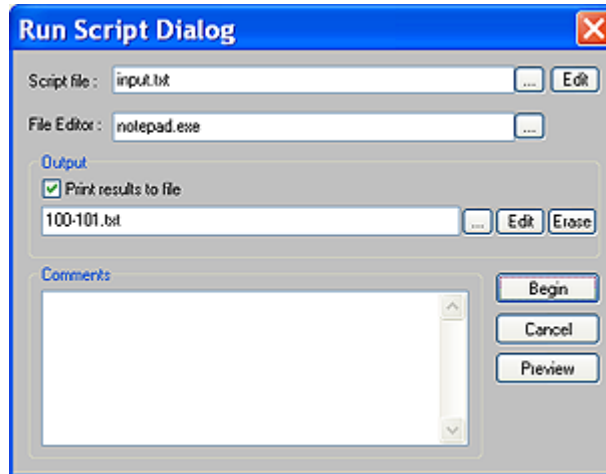 Run Script Dialog
Script file : input.txt ... Edit
File Editor : notepad.exe ...
Output
Print results to file
100-101.txt ... Edit Erase
Comments
Begin
Cancel
Preview